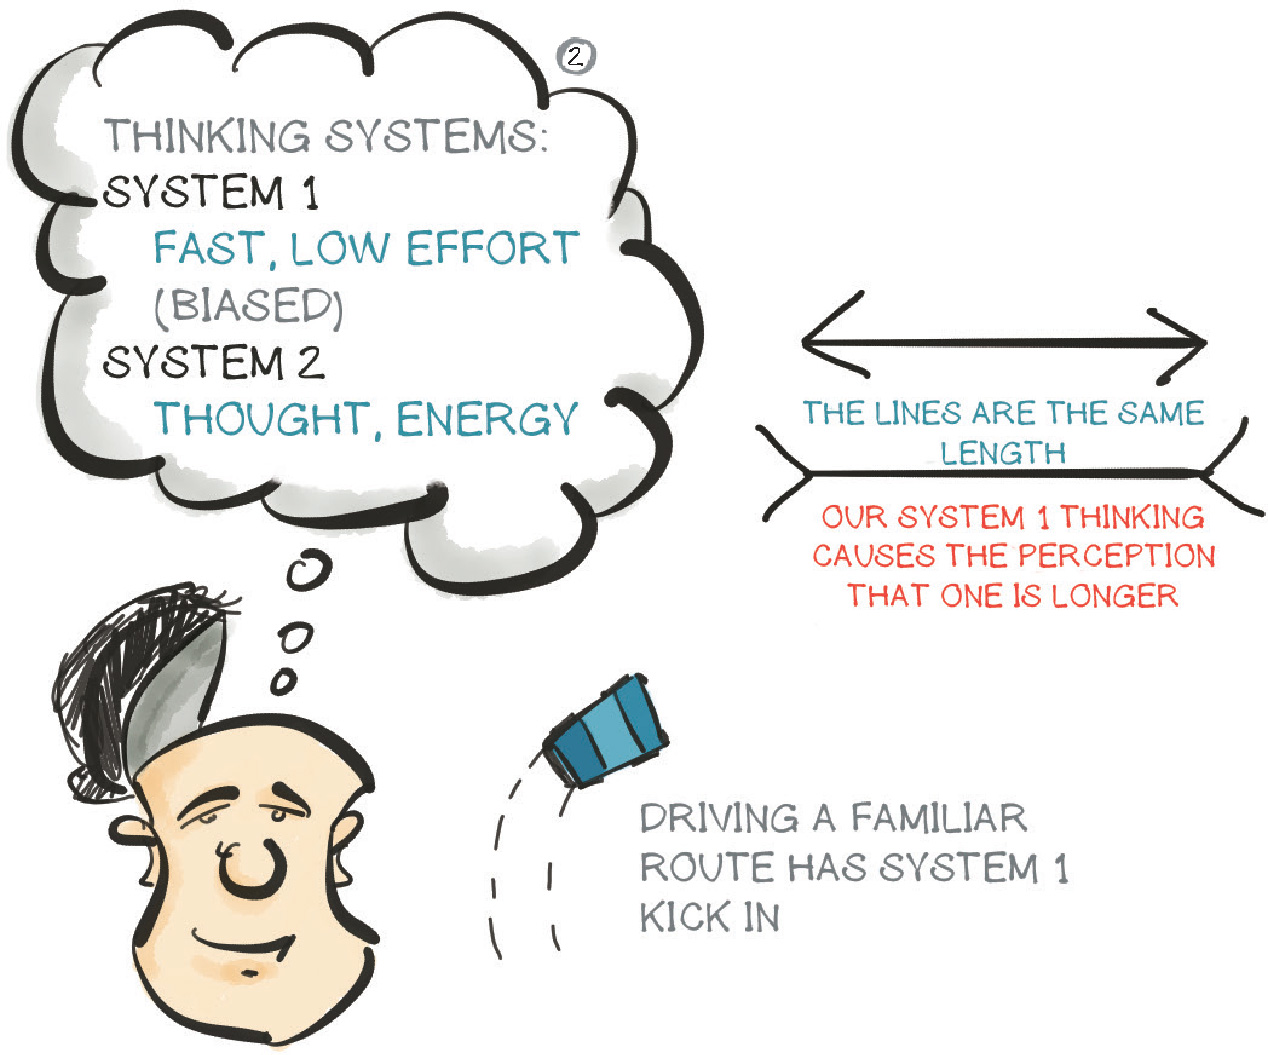 2
THINKING SYSTEMS:
SYSTEM 1
FAST, LOW EFFORT
(BIASED)
SYSTEM 2
THOUGHT, ENERGY
THE LINES ARE THE SAME
LENGTH
OUR SYSTEM 1 THINKING
CAUSES THE PERCEPTION
THAT ONE IS LONGER
DRIVING A FAMILIAR
ROUTE HAS SYSTEM 1
KICK IN